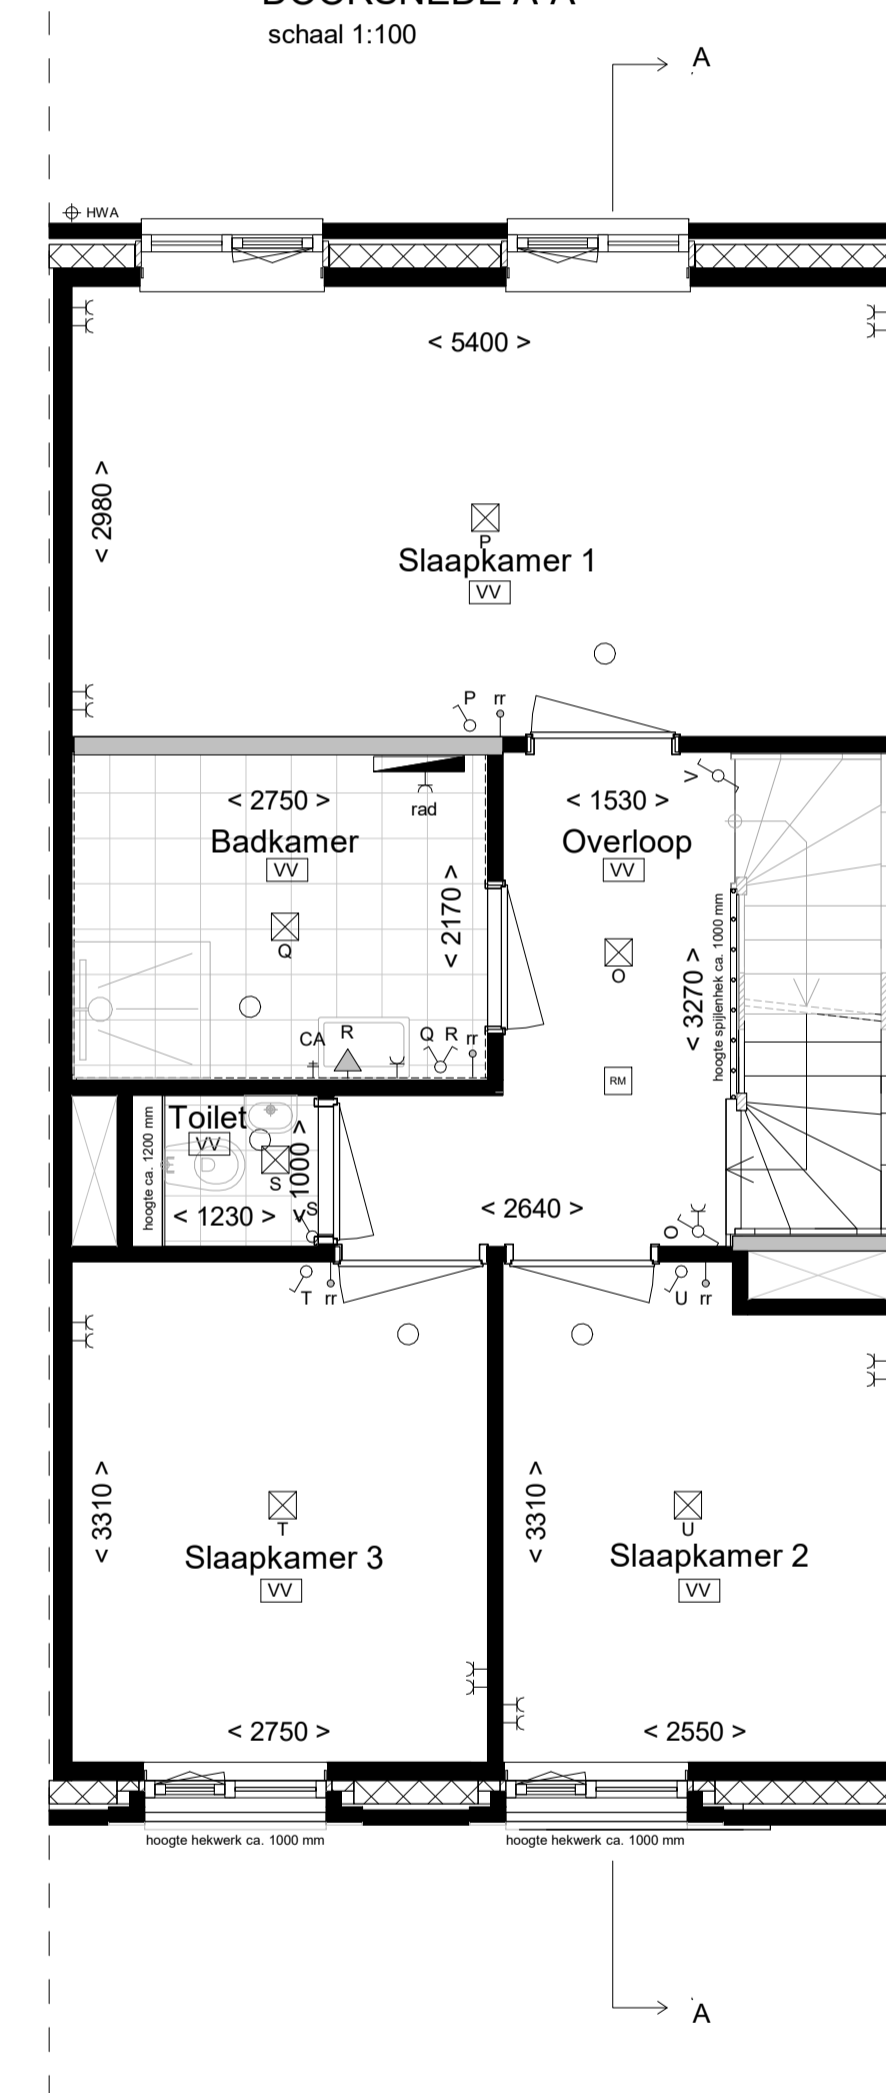 DOORSNEDE A-A
schaal 1:100
A
HWA
< 5400 >
< 2980 >
P
Slaapkamer 1
VV
P rr
< 2750 >
rad
< 1530 >
V
Badkamer
VV
Overloop
VV
< 2170 >
Q
O
< 3270 >
hoogte spijlenhek ca. 1000 mm
CA R Q R rr
RM
Toilet
VV
hoogte ca. 1200 mm
< 1000 >
S
< 1230 >
S
< 2640 >
O
T rr
U rr
< 3310 >
< 3310 >
T
U
Slaapkamer 3
VV
Slaapkamer 2
VV
< 2750 >
< 2550 >
hoogte hekwerk ca. 1000 mm
hoogte hekwerk ca. 1000 mm
A